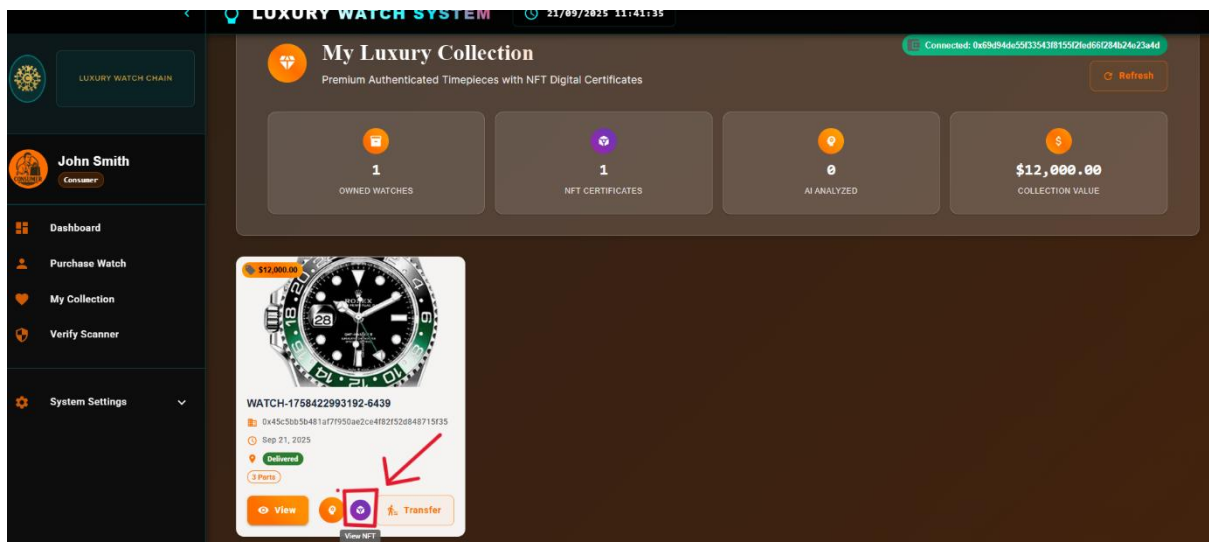 LUXURY WATCH SYSTEM
21/09/2025 11:41:35
LUXURY WATCH CHAIN
John Smith
Consumer
Dashboard
Purchase Watch
My Collection
Verify Scanner
System Settings
My Luxury Collection
Premium Authenticated Timepieces with NFT Digital Certificates
Connected: 0x69d94de55f33543f8155f2fed66f284b24e23a4d
Refresh
1
OWNED WATCHES
1
NFT CERTIFICATES
0
AI ANALYZED
$12,000.00
COLLECTION VALUE
$12,000.00
ROLEX
28
WATCH-1758422993192-6439
0x45c5bb5b481af7f950ae2ce4f82f52d848715f35
Sep 21, 2025
Delivered
3 Parts
View
Transfer
View NFT